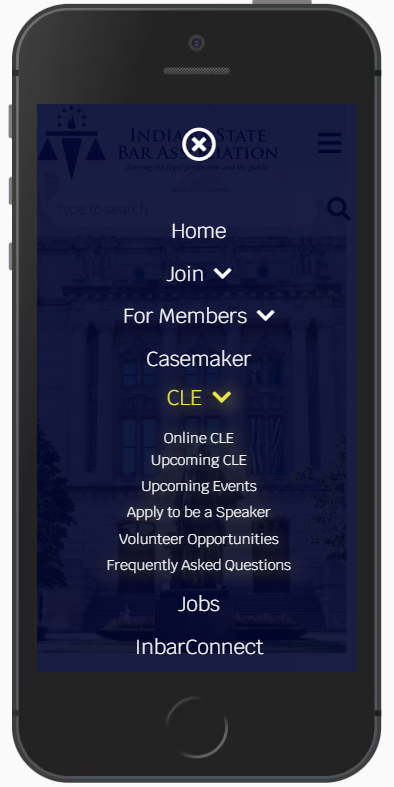 INDIANA STATE
BAR ASSOCIATION
Serving the legal profession and the public
Type to search
Home
Join
For Members
Casemaker
CLE
Online CLE
Upcoming CLE
Upcoming Events
Apply to be a Speaker
Volunteer Opportunities
Frequently Asked Questions
Jobs
InbarConnect